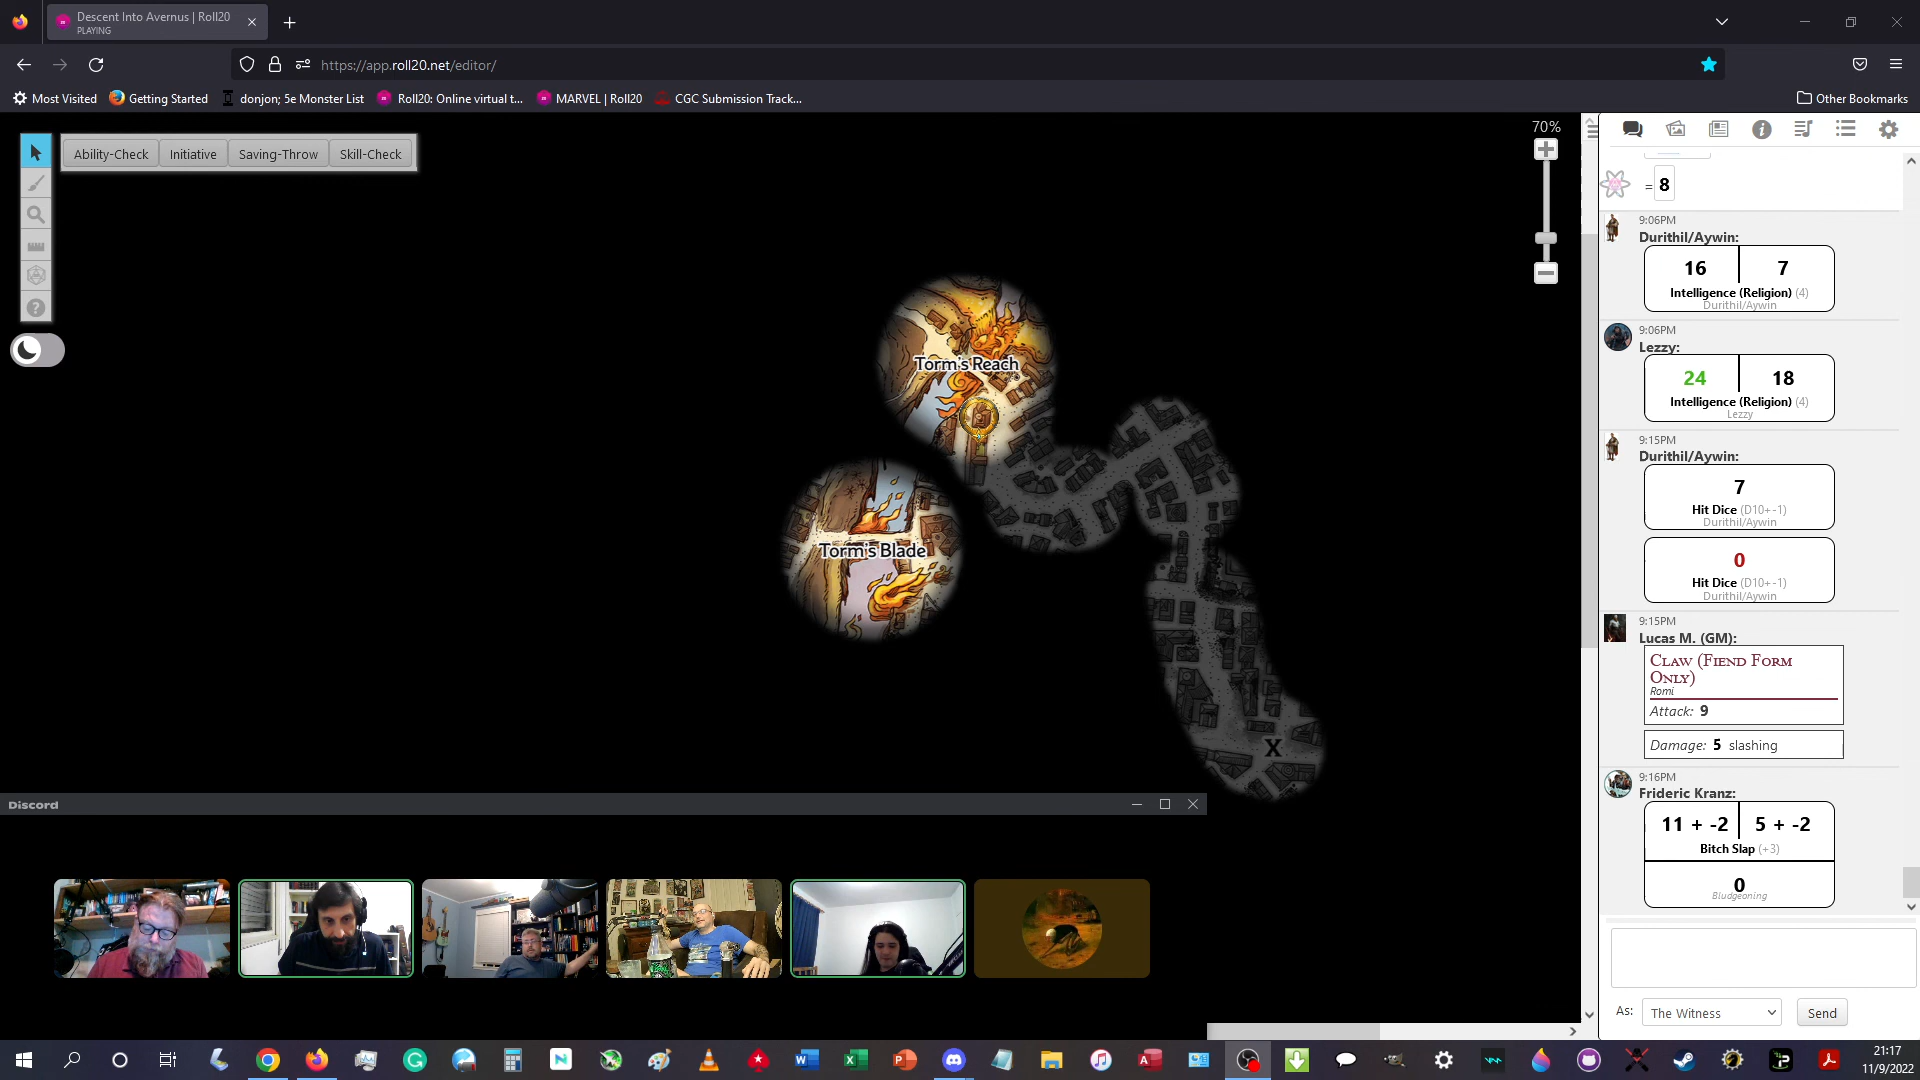 Descent Into Avernus | Roll20
PLAYING
https://app.roll20.net/editor/
Most Visited
Getting Started
donjon; 5e Monster List
Roll20: Online virtual t...
MARVEL | Roll20
CGC Submission Track...
Other Bookmarks
Ability-Check
Initiative
Saving-Throw
Skill-Check
70%
Torm's Reach
Torm's Blade
X
= 8
9:06PM
Durithil/Aywin:
16 7
Intelligence (Religion) (4)
Durithil/Aywin
9:06PM
Lezzy:
24 18
Intelligence (Religion) (4)
Lezzy
9:15PM
Durithil/Aywin:
7
Hit Dice (D10+-1)
Durithil/Aywin
0
Hit Dice (D10+-1)
Durithil/Aywin
9:15PM
Lucas M. (GM):
Claw (Fiend Form
Only)
Romi
Attack: 9
Damage: 5 slashing
9:16PM
Frideric Kranz:
11 + -2 5 + -2
Bitch Slap (+3)
0
Bludgeoning
As: The Witness
Send
Discord
21:17
11/9/2022